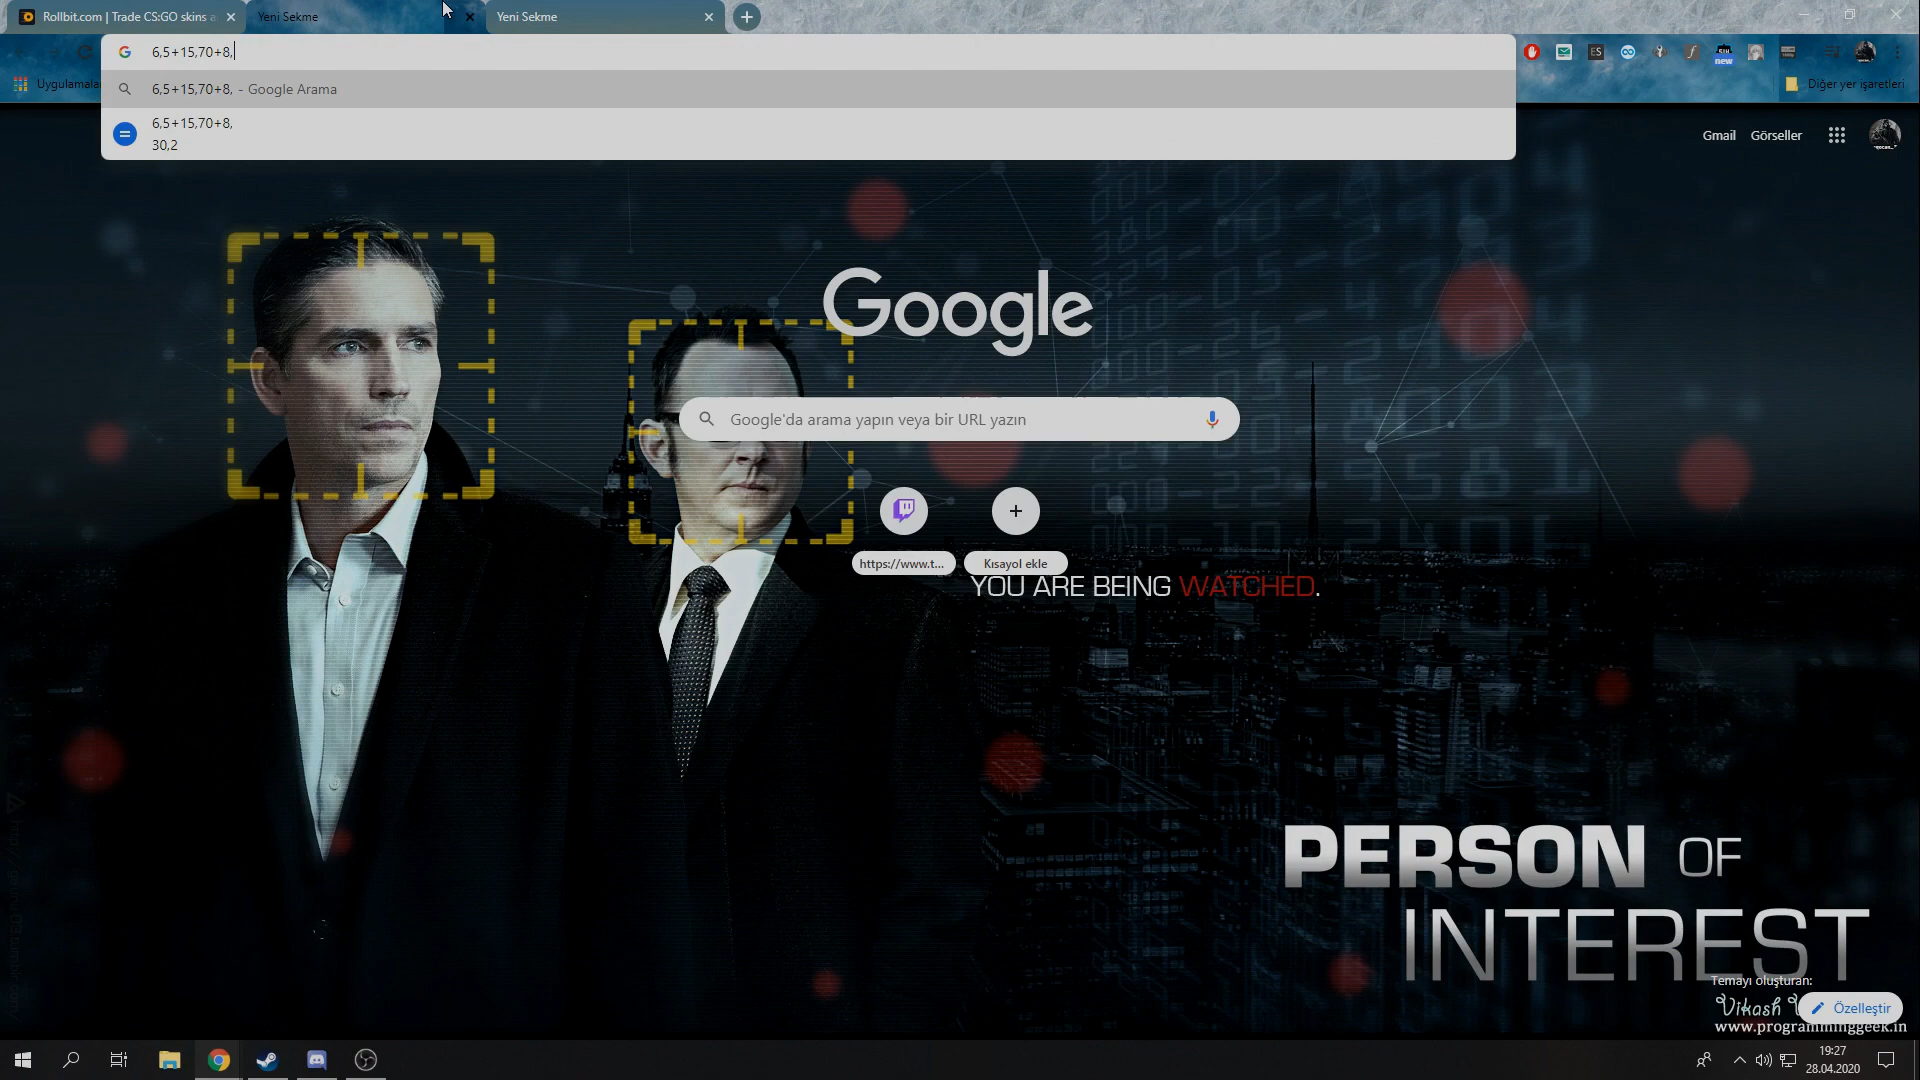 Rollbit.com | Trade CS:GO skins a
Yeni Sekme
Yeni Sekme
6,5+15,70+8,
ES
new
Uygulamalar
Diğer yer işaretleri
6,5+15,70+8, - Google Arama
6,5+15,70+8,
30,2
Gmail
Görseller
Google
Google'da arama yapın veya bir URL yazın
https://www.t...
Kısayol ekle
YOU ARE BEING WATCHED.
PERSON OF
INTEREST
Temayı oluşturan:
Vikash
Özelleştir
www.programminggeek.in
19:27
28.04.2020